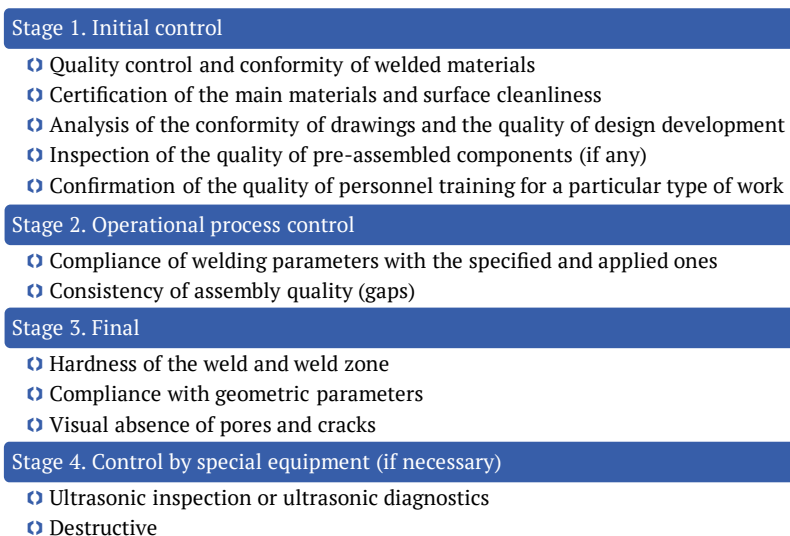 Stage 1. Initial control
Quality control and conformity of welded materials
Certification of the main materials and surface cleanliness
Analysis of the conformity of drawings and the quality of design development
Inspection of the quality of pre-assembled components (if any)
Confirmation of the quality of personnel training for a particular type of work
Stage 2. Operational process control
Compliance of welding parameters with the specified and applied ones
Consistency of assembly quality (gaps)
Stage 3. Final
Hardness of the weld and weld zone
Compliance with geometric parameters
Visual absence of pores and cracks
Stage 4. Control by special equipment (if necessary)
Ultrasonic inspection or ultrasonic diagnostics
Destructive